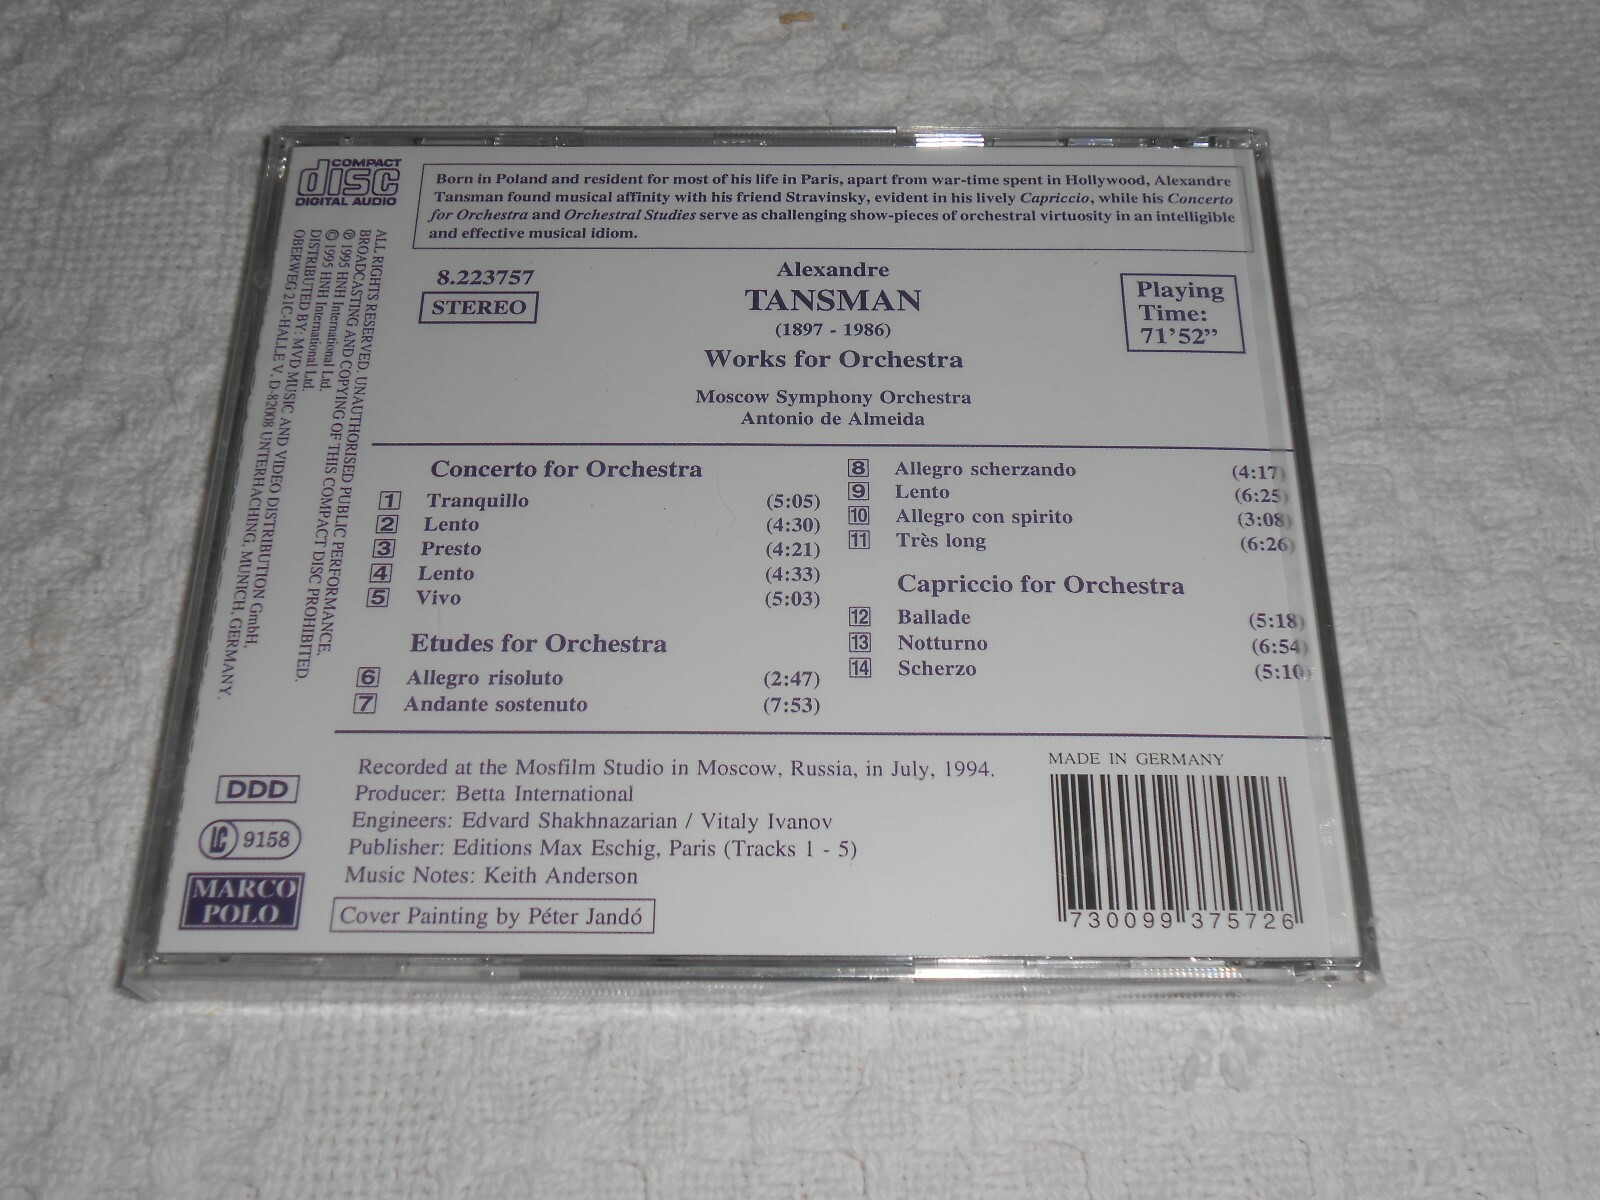 COMPACT
disc
DIGITAL AUDIO
Born in Poland and resident for most of his life in Paris, apart from war-time spent in Hollywood, Alexandre
Tansman found musical affinity with his friend Stravinsky, evident in his lively Capriccio, while his Concerto
for Orchestra and Orchestral Studies serve as challenging show-pieces of orchestral virtuosity in an intelligible
and effective musical idiom.
8.223757
STEREO
Alexandre
TANSMAN
(1897 - 1986)
Works for Orchestra
Moscow Symphony Orchestra
Antonio de Almeida
Playing
Time:
71'52"
Concerto for Orchestra
1 Tranquillo (5:05)
2 Lento (4:30)
3 Presto (4:21)
4 Lento (4:33)
5 Vivo (5:03)
Etudes for Orchestra
6 Allegro risoluto (2:47)
7 Andante sostenuto (7:53)
8 Allegro scherzando (4:17)
9 Lento (6:25)
10 Allegro con spirito (3:08)
11 Très long (6:26)
Capriccio for Orchestra
12 Ballade (5:18)
13 Notturno (6:54)
14 Scherzo (5:10)
ALL RIGHTS RESERVED. UNAUTHORISED PUBLIC PERFORMANCE,
BROADCASTING AND COPYING OF THIS COMPACT DISC PROHIBITED.
℗ 1995 HNH International Ltd.
© 1995 HNH International Ltd.
DISTRIBUTED BY: MVD MUSIC AND VIDEO DISTRIBUTION GmbH,
OBERWEG 21C-HALLE V, D-82008 UNTERHACHING, MUNICH, GERMANY.
DDD
LC 9158
MARCO
POLO
Recorded at the Mosfilm Studio in Moscow, Russia, in July, 1994.
Producer: Betta International
Engineers: Edvard Shakhnazarian / Vitaly Ivanov
Publisher: Editions Max Eschig, Paris (Tracks 1 - 5)
Music Notes: Keith Anderson
Cover Painting by Péter Jandó
MADE IN GERMANY
730099 375726